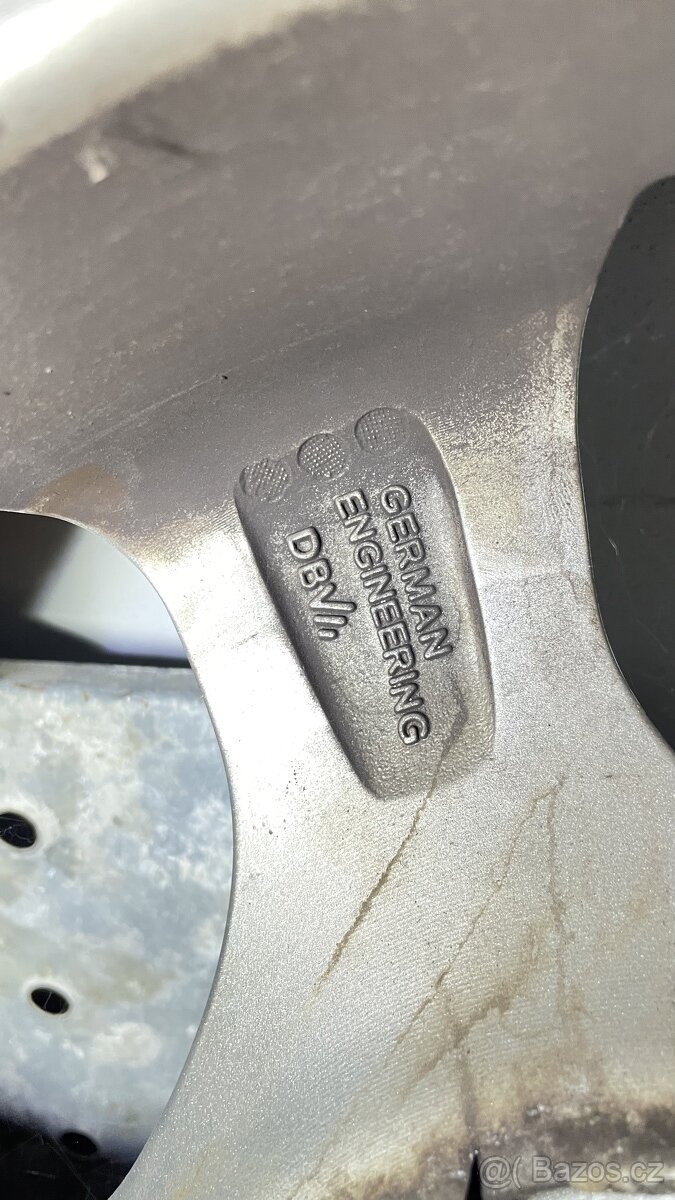 GERMAN
ENGINEERING
DBV
@( Bazos.cz